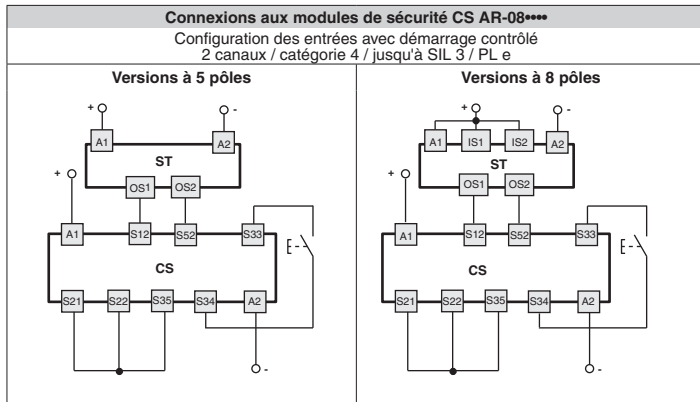 Connexions aux modules de sécurité CS AR-08••••
Configuration des entrées avec démarrage contrôlé
2 canaux / catégorie 4 / jusqu'à SIL 3 / PL e
Versions à 5 pôles
+ -
A1 A2
ST
+
OS1 OS2
A1 S12 S52 S33
CS
S21 S22 S35 S34 A2
-
Versions à 8 pôles
+ -
A1 IS1 IS2 A2
ST
+
OS1 OS2
A1 S12 S52 S33
CS
S21 S22 S35 S34 A2
-